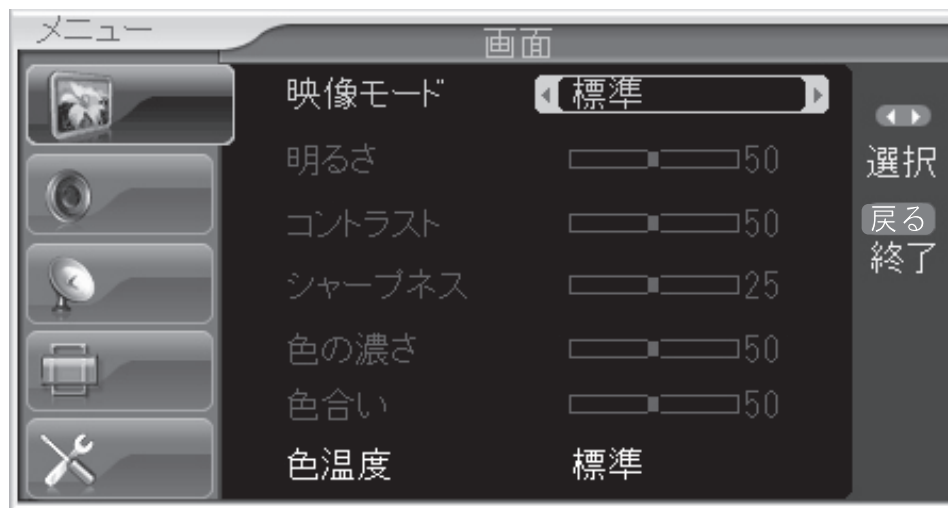 メニュー
画面
映像モード 標準
明るさ 50
コントラスト 50
シャープネス 25
色の濃さ 50
色合い 50
色温度 標準
選択
戻る
終了